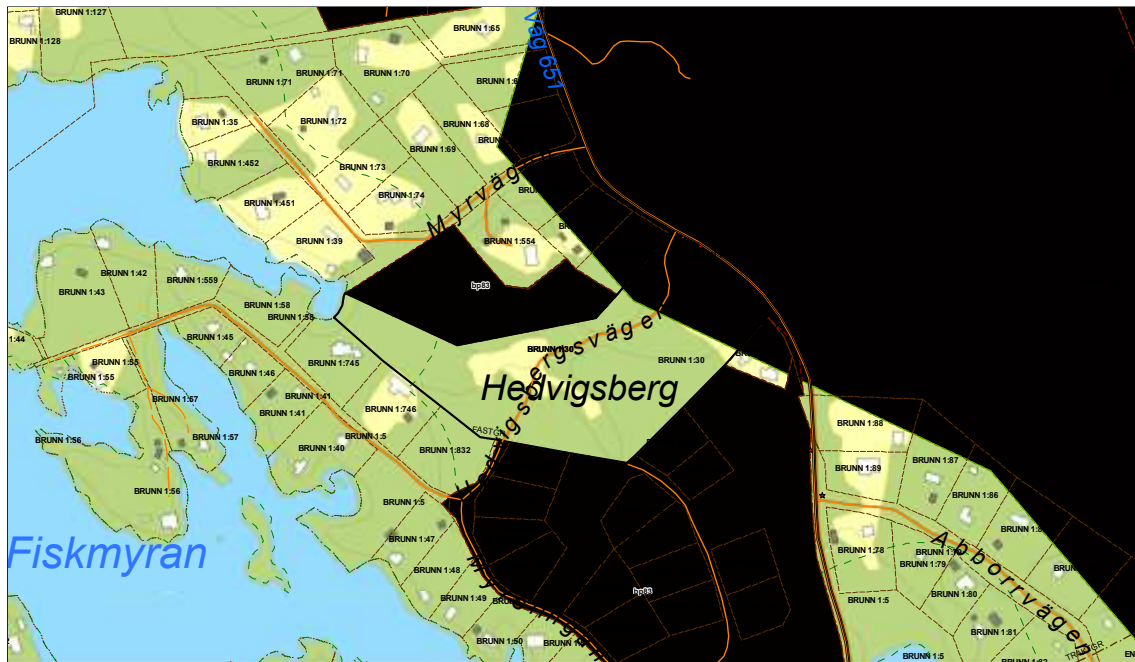 BRUNN 1:127
BRUNN 1:128
BRUNN 1:65
Väg 651
BRUNN 1:71
BRUNN 1:71
BRUNN 1:70
BRUNN 1:35
BRUNN 1:72
BRUNN 1:68
BRUNN 1:69
BRUNN 1:452
BRUNN 1:73
BRUNN 1:74
BRUNN 1:451
BRUNN 1:39
Myrväg
BRUNN 1:554
bp83
BRUNN 1:42
BRUNN 1:43
BRUNN 1:559
BRUNN 1:58
BRUNN 1:58
1:44
BRUNN 1:45
BRUNN 1:745
BRUNN 1:30
BRUNN 1:30
BRUNN 1:55
BRUNN 1:55
BRUNN 1:46
BRUNN 1:41
BRUNN 1:41
BRUNN 1:57
BRUNN 1:57
BRUNN 1:746
Hedvigsberg
Hedvigsbergsvägen
FASTGR
BRUNN 1:5
BRUNN 1:56
BRUNN 1:40
BRUNN 1:832
BRUNN 1:56
BRUNN 1:5
BRUNN 1:88
BRUNN 1:89
BRUNN 1:87
BRUNN 1:86
Fiskmyran
BRUNN 1:47
BRUNN 1:48
BRUNN 1:49
BRUNN 1:50
bp83
BRUNN 1:78
BRUNN 1:79
BRUNN 1:79
Abborrvägen
BRUNN 1:80
BRUNN 1:5
BRUNN 1:81
BRUNN 1:5
BRUNN 1:82